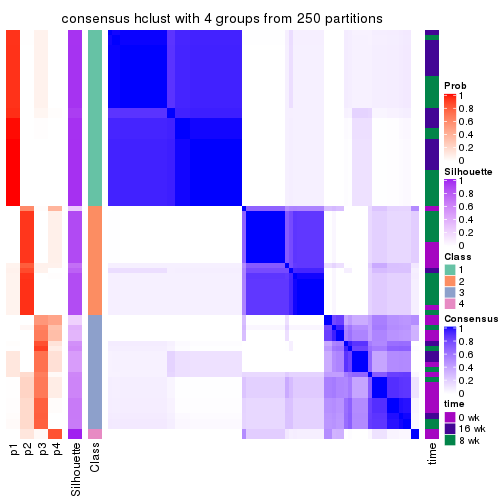 consensus hclust with 4 groups from 250 partitions
Prob
1
0.8
0.6
0.4
0.2
0
Silhouette
1
0.8
0.6
0.4
0.2
0
Class
1
2
3
4
Consensus
1
0.8
0.6
0.4
0.2
0
time
0 wk
16 wk
8 wk
p1
p2
p3
p4
Silhouette
Class
time